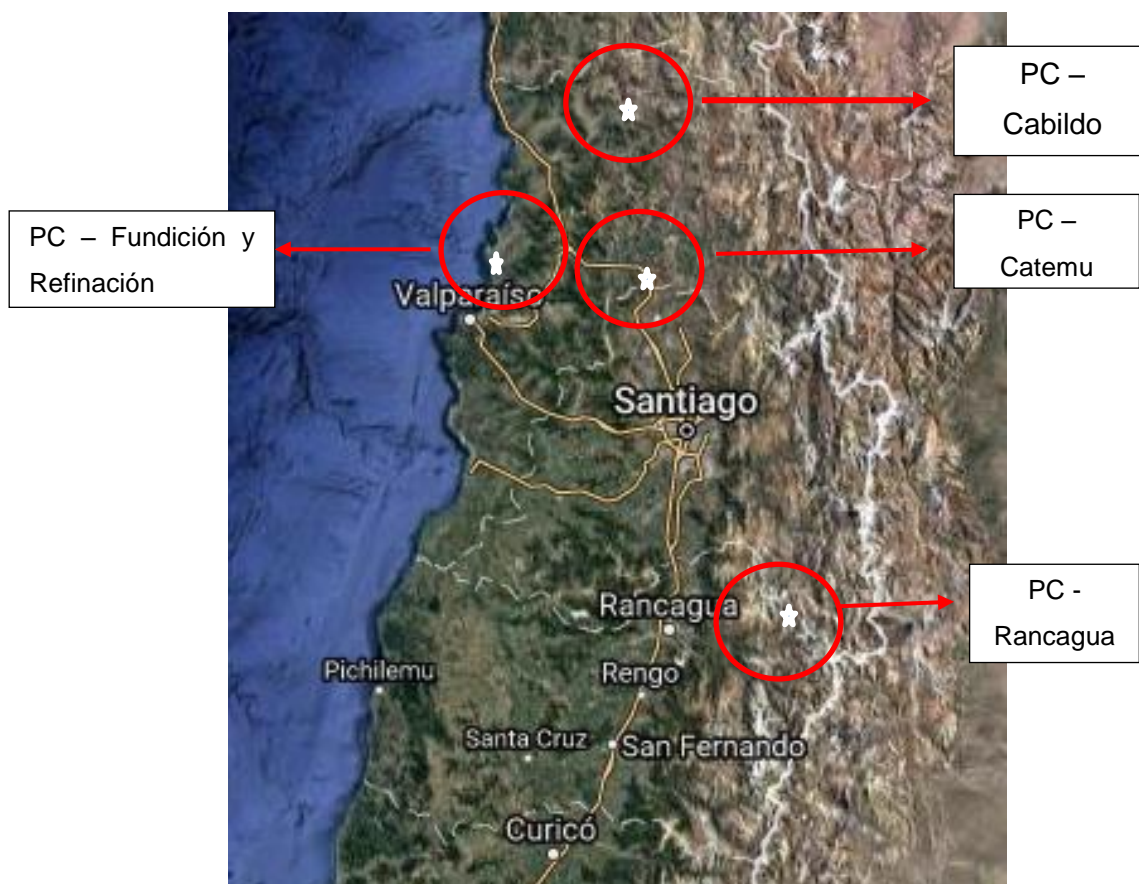 PC –
Cabildo
PC –
Catemu
PC – Fundición y
Refinación
Valparaíso
Santiago
PC -
Rancagua
Rancagua
Pichilemu
Rengo
Santa Cruz
San Fernando
Curicó